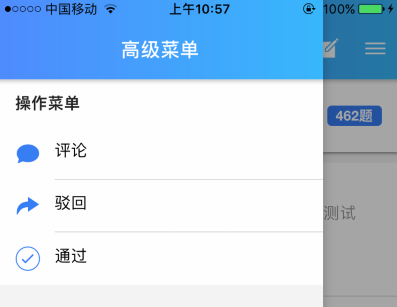 中国移动 上午10:57 100%
高级菜单
462题
操作菜单
评论
驳回
测试
通过